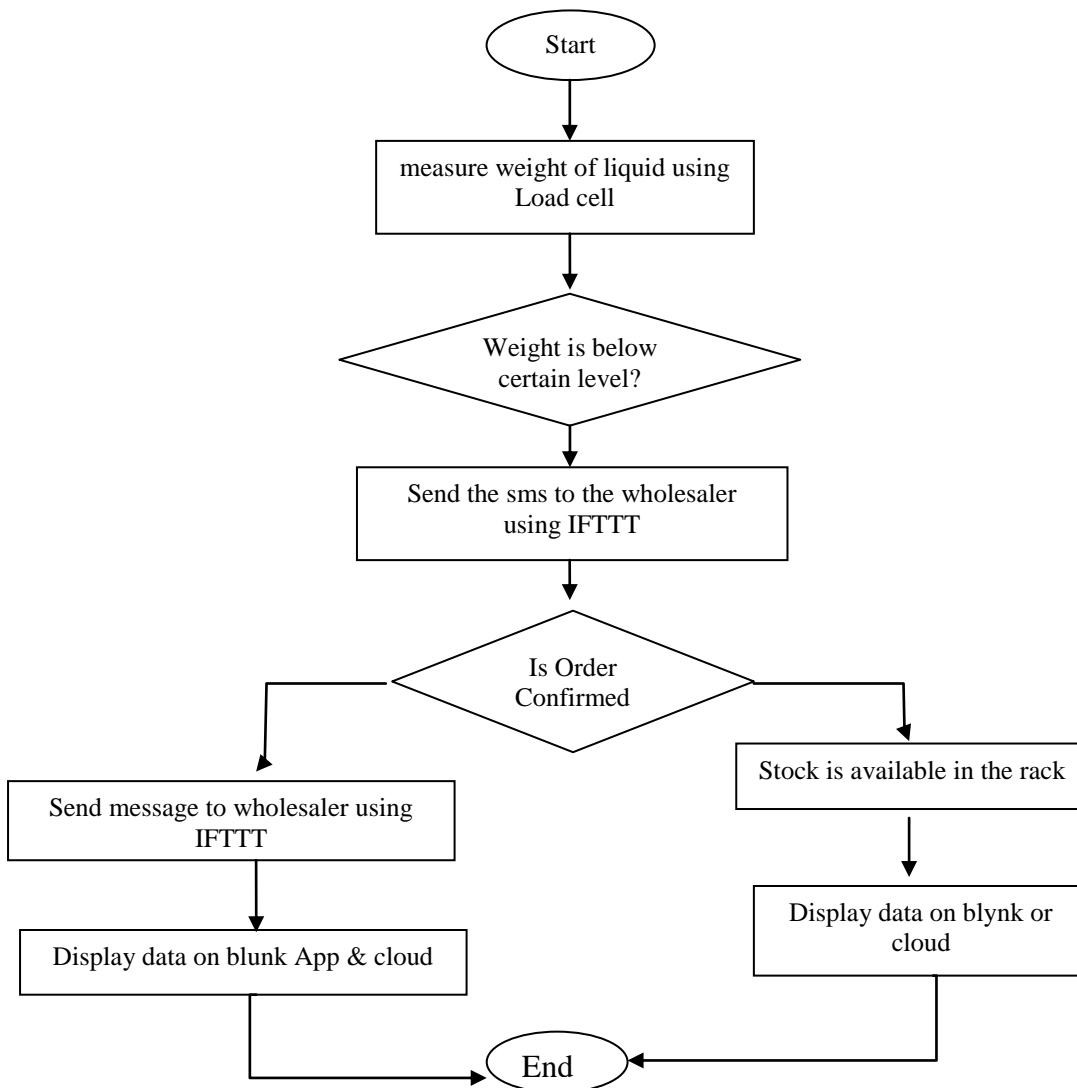 Start
measure weight of liquid using
Load cell
Weight is below
certain level?
Send the sms to the wholesaler
using IFTTT
Is Order
Confirmed
Send message to wholesaler using
IFTTT
Display data on blunk App & cloud
Stock is available in the rack
Display data on blynk or
cloud
End